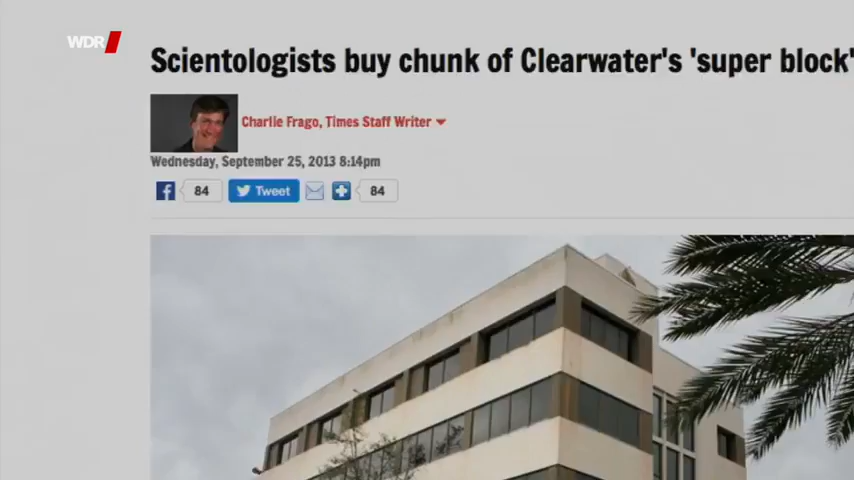 WDR
Scientologists buy chunk of Clearwater's 'super block'
Charlie Frago, Times Staff Writer
Wednesday, September 25, 2013 8:14pm
84 Tweet 84